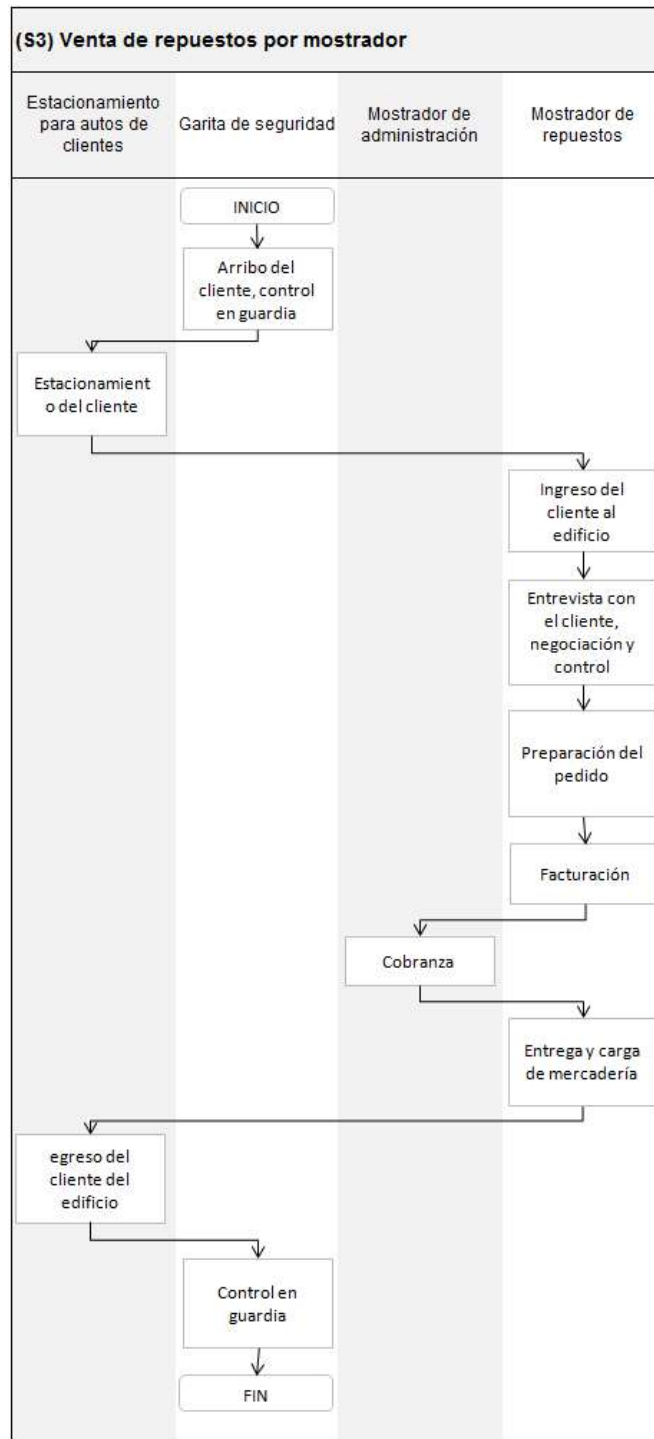 (S3) Venta de repuestos por mostrador
Estacionamiento
para autos de
clientes
Garita de seguridad
Mostrador de
administración
Mostrador de
repuestos
INICIO
Arribo del
cliente, control
en guardia
Estacionamient
o del cliente
Ingreso del
cliente al
edificio
Entrevista con
el cliente,
negociación y
control
Preparación del
pedido
Facturación
Cobranza
Entrega y carga
de mercadería
egreso del
cliente del
edificio
Control en
guardia
FIN